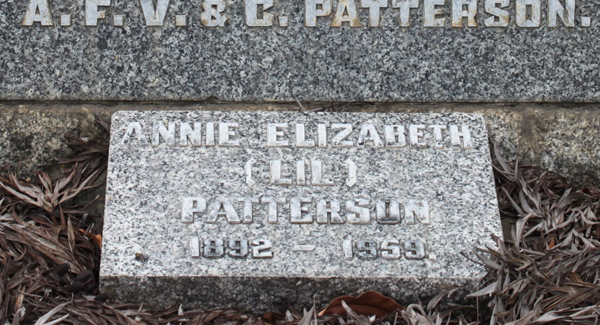 A. F. V. & C. PATTERSON.
ANNIE ELIZABETH
(LIL)
PATTERSON
1892 – 1959.